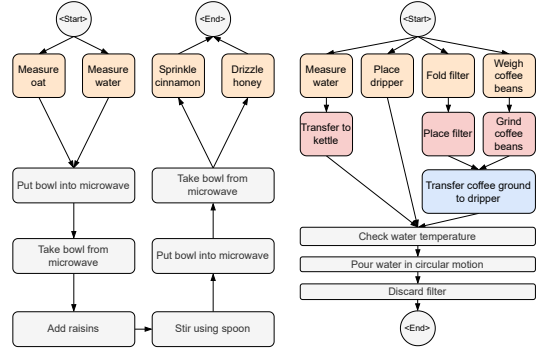 <Start>
Measure
oat
Measure
water
Put bowl into microwave
Take bowl from
microwave
Add raisins
Stir using spoon
Put bowl into microwave
Take bowl from
microwave
Sprinkle
cinnamon
Drizzle
honey
<End>
<Start>
Measure
water
Place
dripper
Fold filter
Weigh
coffee
beans
Transfer to
kettle
Place filter
Grind
coffee
beans
Transfer coffee ground
to dripper
Check water temperature
Pour water in circular motion
Discard filter
<End>